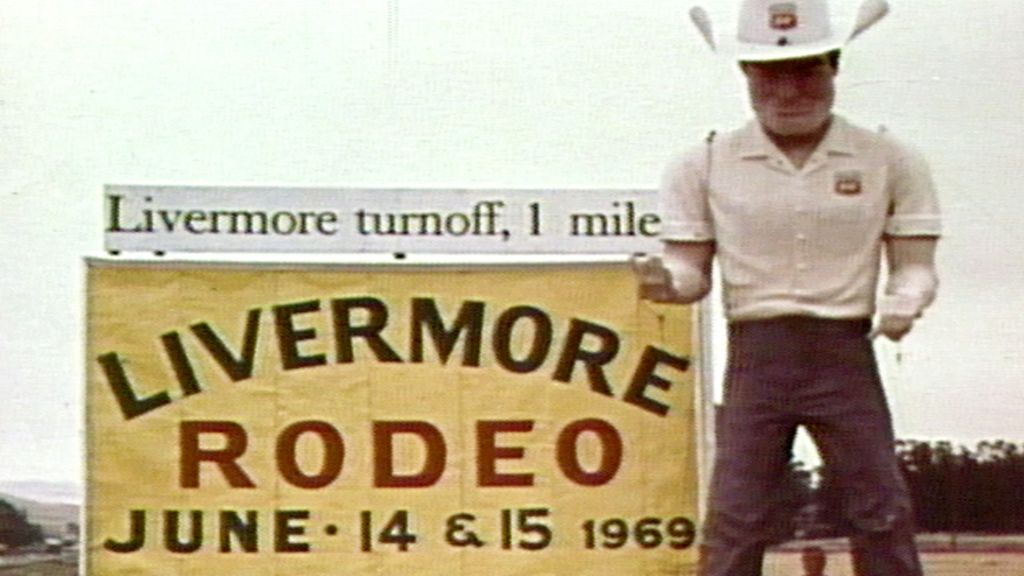 Livermore turnoff, 1 mile
LIVERMORE
RODEO
JUNE · 14 & 15 1969